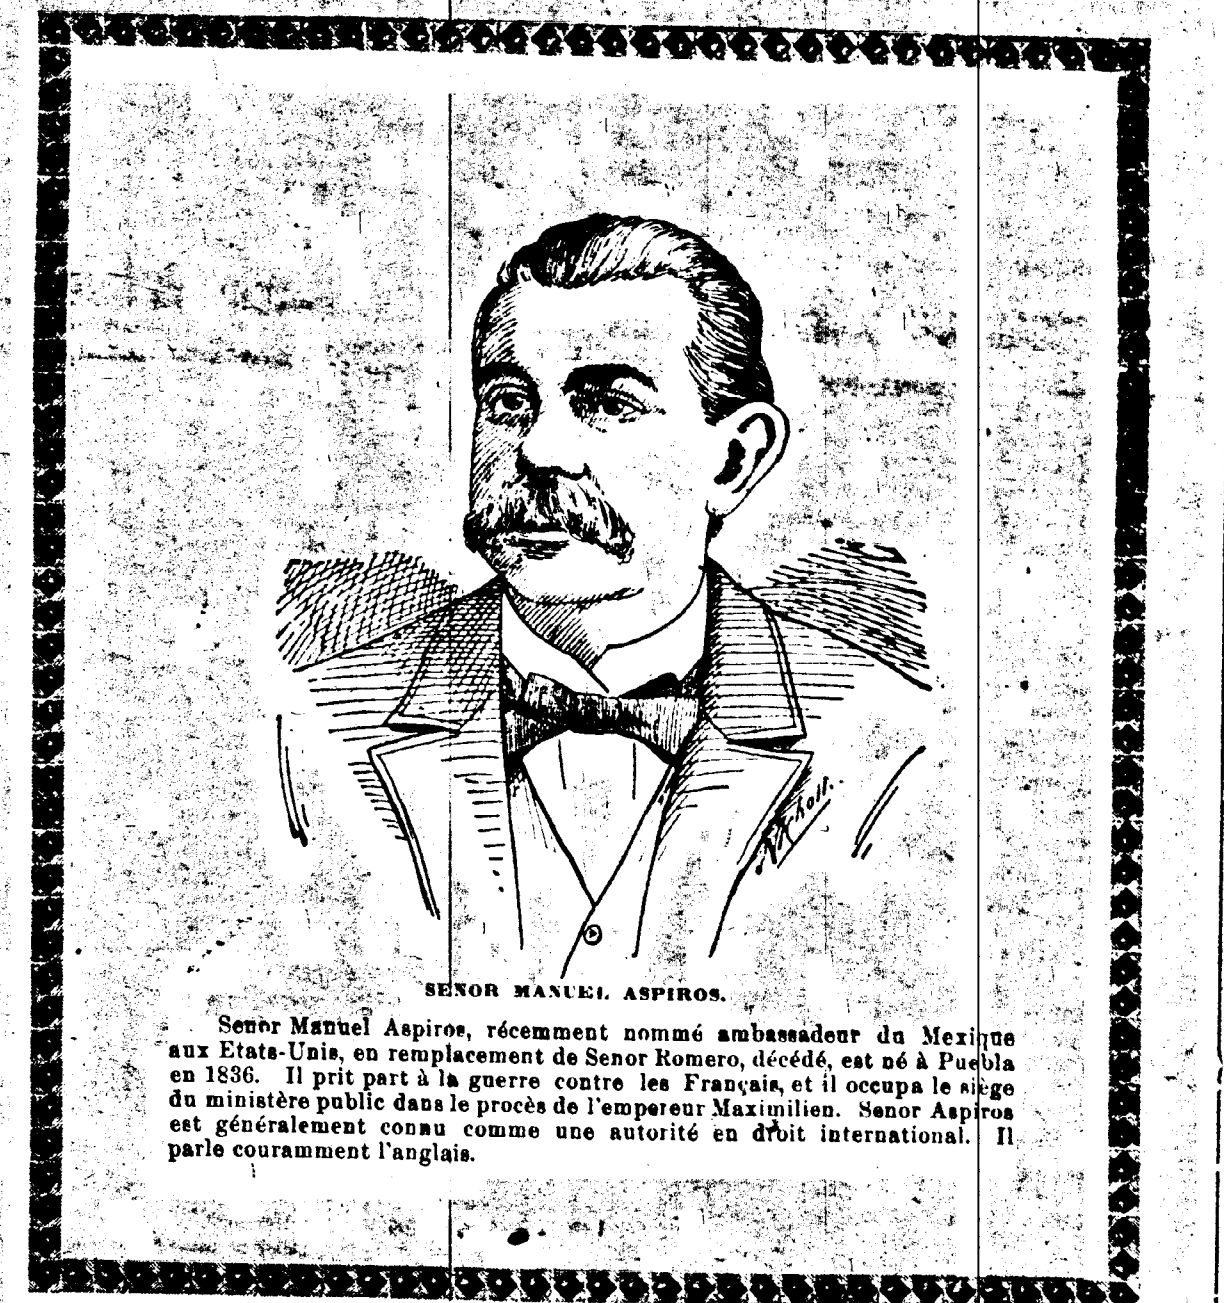 SENOR MANUEL ASPIROS.
Senor Manuel Aspiros, récemment nommé ambassadeur du Mexique
aux Etats-Unis, en remplacement de Senor Romero, décédé, est né à Puebla
en 1836. Il prit part à la guerre contre les Français, et il occupa le siège
du ministère public dans le procès de l'empereur Maximilien. Senor Aspiros
est généralement connu comme une autorité en droit international. Il
parle couramment l'anglais.